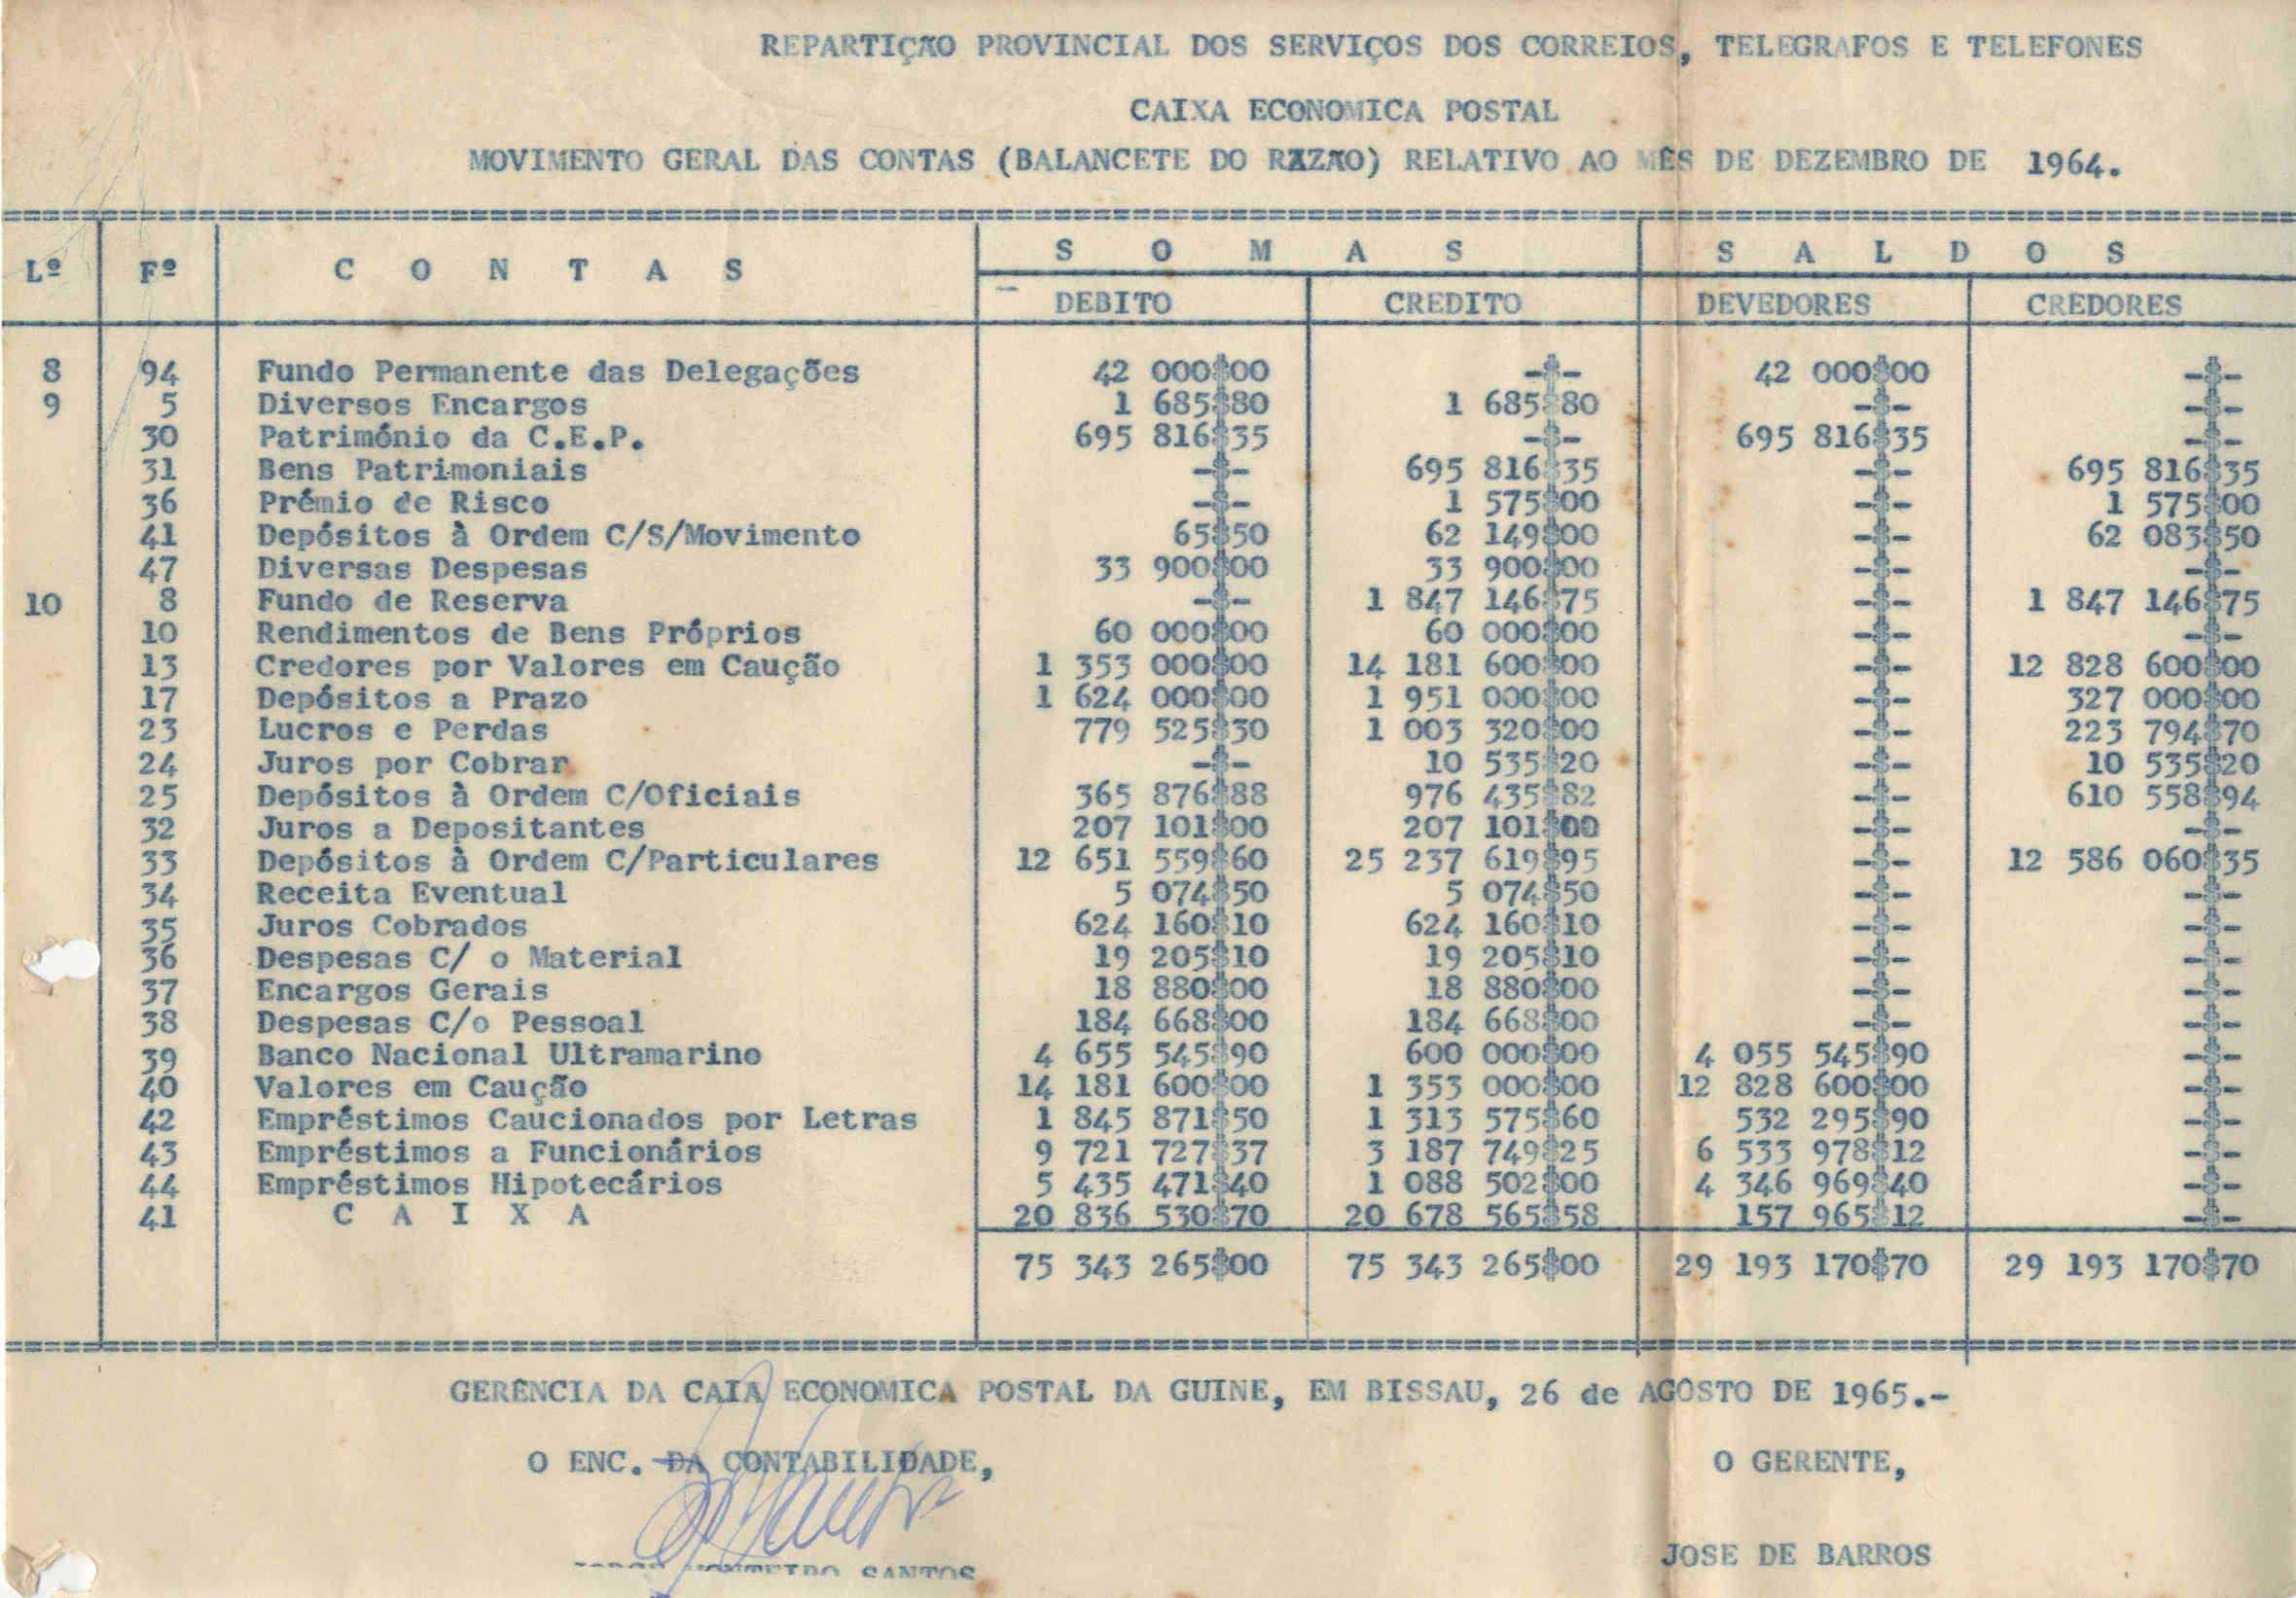 REPARTIÇÃO PROVINCIAL DOS SERVIÇOS DOS CORREIOS, TELEGRAFOS E TELEFONES
CAIXA ECONOMICA POSTAL
MOVIMENTO GERAL DAS CONTAS (BALANCETE DO RAZÃO) RELATIVO AO MÊS DE DEZEMBRO DE 1964.
Lº Fº C O N T A S S O M A S S A L D O S
DEBITO CREDITO DEVEDORES CREDORES
8 94 Fundo Permanente das Delegações 42 000$00 -$- 42 000$00 -$-
9 5 Diversos Encargos 1 685$80 1 685$80 -$- -$-
30 Património da C.E.P. 695 816$35 -$- 695 816$35 -$-
31 Bens Patrimoniais -$- 695 816$35 -$- 695 816$35
36 Prémio de Risco -$- 1 575$00 -$- 1 575$00
41 Depósitos à Ordem C/S/Movimento 65$50 62 149$00 -$- 62 083$50
47 Diversas Despesas 33 900$00 33 900$00 -$- -$-
10 8 Fundo de Reserva -$- 1 847 146$75 -$- 1 847 146$75
10 Rendimentos de Bens Próprios 60 000$00 60 000$00 -$- -$-
13 Credores por Valores em Caução 1 353 000$00 14 181 600$00 -$- 12 828 600$00
17 Depósitos a Prazo 1 624 000$00 1 951 000$00 -$- 327 000$00
23 Lucros e Perdas 779 525$30 1 003 320$00 -$- 223 794$70
24 Juros por Cobrar -$- 10 535$20 -$- 10 535$20
25 Depósitos à Ordem C/Oficiais 365 876$88 976 435$82 -$- 610 558$94
32 Juros a Depositantes 207 101$00 207 101$00 -$- -$-
33 Depósitos à Ordem C/Particulares 12 651 559$60 25 237 619$95 -$- 12 586 060$35
34 Receita Eventual 5 074$50 5 074$50 -$- -$-
35 Juros Cobrados 624 160$10 624 160$10 -$- -$-
36 Despesas C/ o Material 19 205$10 19 205$10 -$- -$-
37 Encargos Gerais 18 880$00 18 880$00 -$- -$-
38 Despesas C/o Pessoal 184 668$00 184 668$00 -$- -$-
39 Banco Nacional Ultramarino 4 655 545$90 600 000$00 4 055 545$90 -$-
40 Valores em Caução 14 181 600$00 1 353 000$00 12 828 600$00 -$-
42 Empréstimos Caucionados por Letras 1 845 871$50 1 313 575$60 532 295$90 -$-
43 Empréstimos a Funcionários 9 721 727$37 3 187 749$25 6 533 978$12 -$-
44 Empréstimos Hipotecários 5 435 471$40 1 088 502$00 4 346 969$40 -$-
41 C A I X A 20 836 530$70 20 678 565$58 157 965$12 -$-
75 343 265$00 75 343 265$00 29 193 170$70 29 193 170$70
GERÊNCIA DA CAIA ECONOMICA POSTAL DA GUINE, EM BISSAU, 26 de AGÔSTO DE 1965.-
O ENC. DA CONTABILIDADE, O GERENTE,
JORGE MONTEIRO SANTOS JOSE DE BARROS